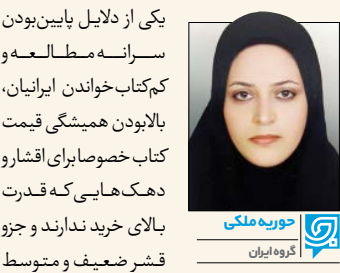 یکی از دلایل پایین‌بودن
سرانه مطالعه و
کم‌کتاب‌خواندن ایرانیان،
بالابودن همیشگی قیمت
کتاب خصوصا برای اقشار و
دهک‌هایی که قدرت
بالای خرید ندارند و جزو
قشر ضعیف و متوسط
حوریه ملکی
گروه ایران